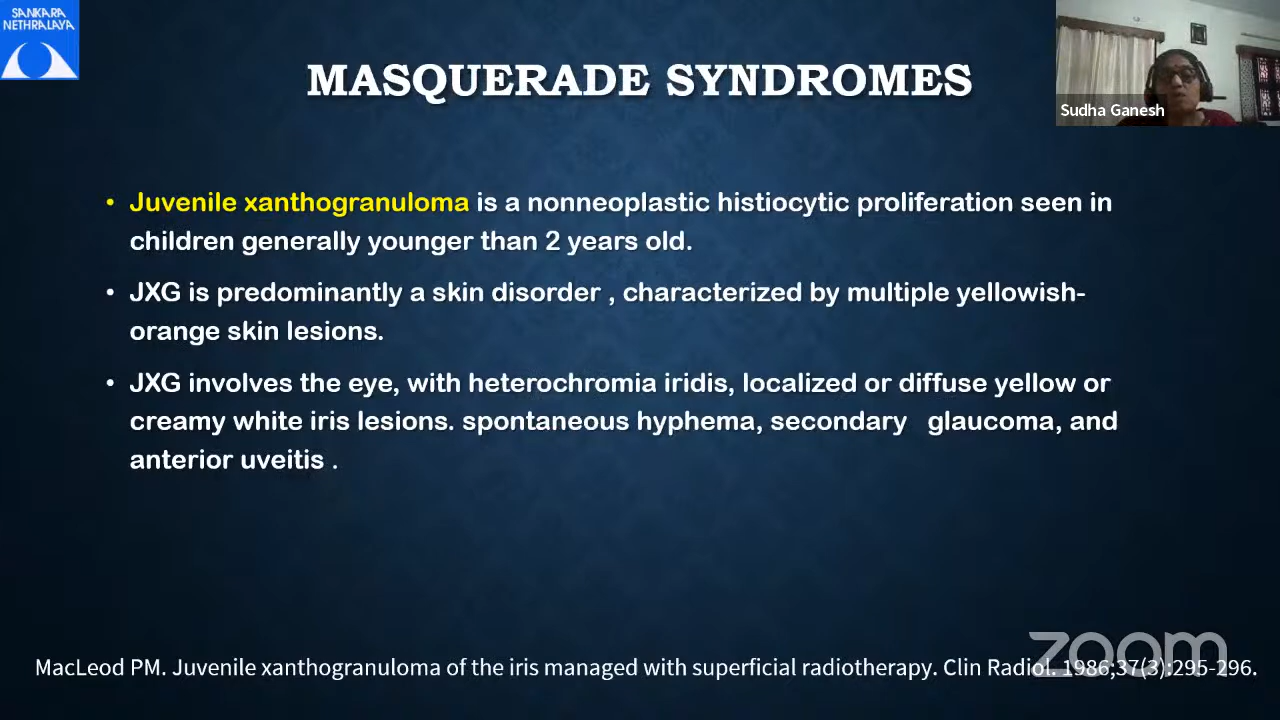 SANKARA
NETHRALAYA
MASQUERADE SYNDROMES
Sudha Ganesh
• Juvenile xanthogranuloma is a nonneoplastic histiocytic proliferation seen in
children generally younger than 2 years old.
• JXG is predominantly a skin disorder , characterized by multiple yellowish-
orange skin lesions.
• JXG involves the eye, with heterochromia iridis, localized or diffuse yellow or
creamy white iris lesions. spontaneous hyphema, secondary glaucoma, and
anterior uveitis .
zoom
MacLeod PM. Juvenile xanthogranuloma of the iris managed with superficial radiotherapy. Clin Radiol. 1986;37(3):295-296.